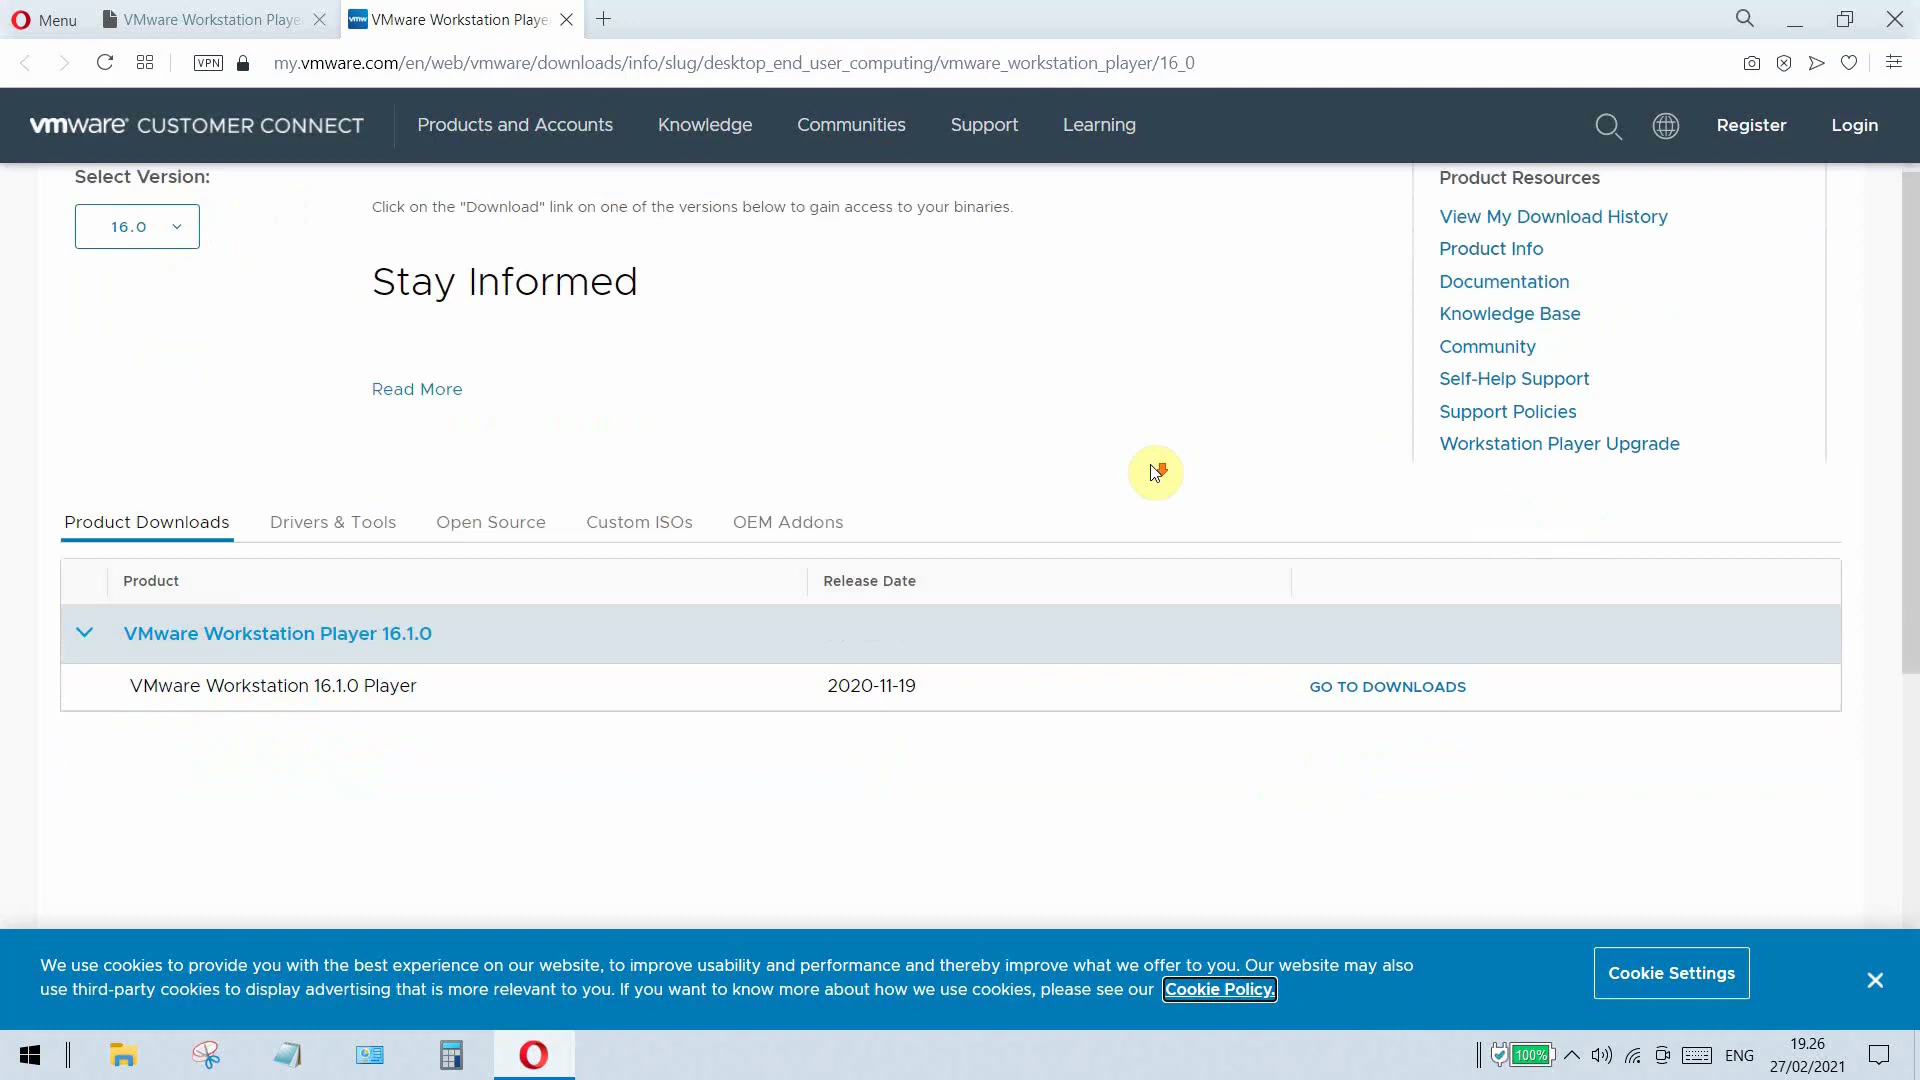 Menu
VMware Workstation Playe
VMware Workstation Playe
VPN
my.vmware.com/en/web/vmware/downloads/info/slug/desktop_end_user_computing/vmware_workstation_player/16_0
vmware® CUSTOMER CONNECT
Products and Accounts
Knowledge
Communities
Support
Learning
Register
Login
Select Version:
16.0
Click on the "Download" link on one of the versions below to gain access to your binaries.
Stay Informed
Read More
Product Resources
View My Download History
Product Info
Documentation
Knowledge Base
Community
Self-Help Support
Support Policies
Workstation Player Upgrade
Product Downloads
Drivers & Tools
Open Source
Custom ISOs
OEM Addons
Product
Release Date
VMware Workstation Player 16.1.0
VMware Workstation 16.1.0 Player
2020-11-19
GO TO DOWNLOADS
We use cookies to provide you with the best experience on our website, to improve usability and performance and thereby improve what we offer to you. Our website may also
use third-party cookies to display advertising that is more relevant to you. If you want to know more about how we use cookies, please see our Cookie Policy.
Cookie Settings
100%
ENG
19.26
27/02/2021